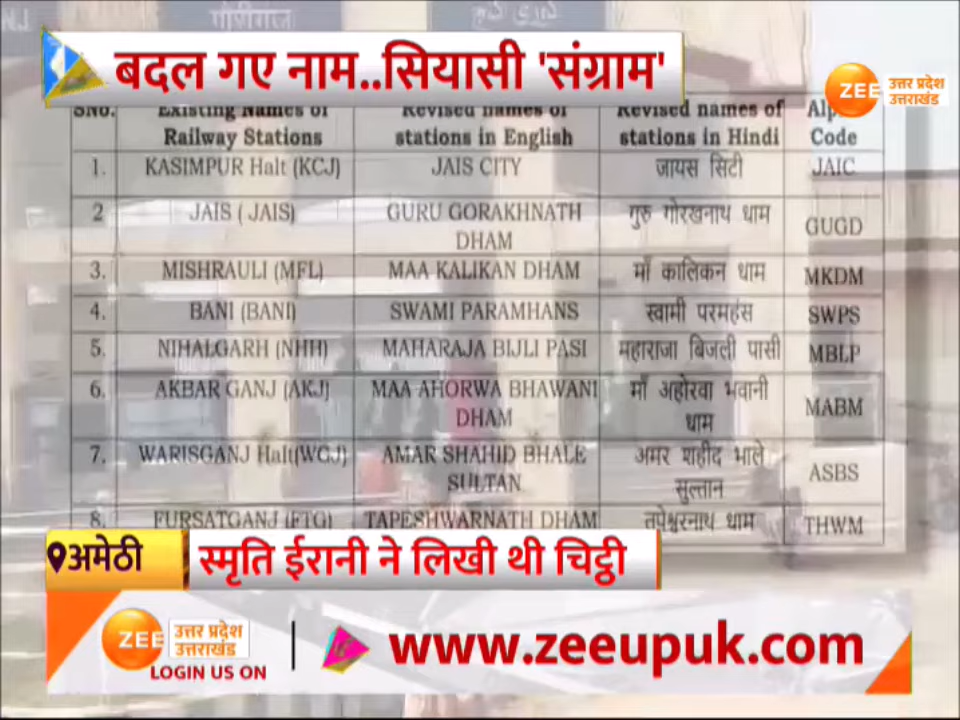 गौरीगंज
बदल गए नाम..सियासी 'संग्राम'
ZEE उत्तर प्रदेश
उत्तराखंड
SNo. Existing Names of Revised names of Revised names of
Railway Stations stations in English stations in Hindi Code
1. KASIMPUR Halt (KCJ) JAIS CITY जायस सिटी JAIC
2 JAIS ( JAIS) GURU GORAKHNATH गुरु गोरखनाथ धाम GUGD
DHAM
3. MISHRAULI (MFL) MAA KALIKAN DHAM माँ कालिकन धाम MKDM
4. BANI (BANI) SWAMI PARAMHANS स्वामी परमहंस SWPS
5. NIHALGARH (NHH) MAHARAJA BIJLI PASI महाराजा बिजली पासी MBLP
6. AKBAR GANJ (AKJ) MAA AHORWA BHAWANI माँ अहोरवा भवानी MABM
DHAM धाम
7. WARISGANJ Halt(WGJ) AMAR SHAHID BHALE अमर शहीद भाले ASBS
SULTAN सुल्तान
8. FURSATGANJ (FTG) TAPESHWARNATH DHAM तपेश्वरनाथ धाम THWM
अमेठी
स्मृति ईरानी ने लिखी थी चिट्ठी
ZEE उत्तर प्रदेश
उत्तराखंड
LOGIN US ON
www.zeeupuk.com